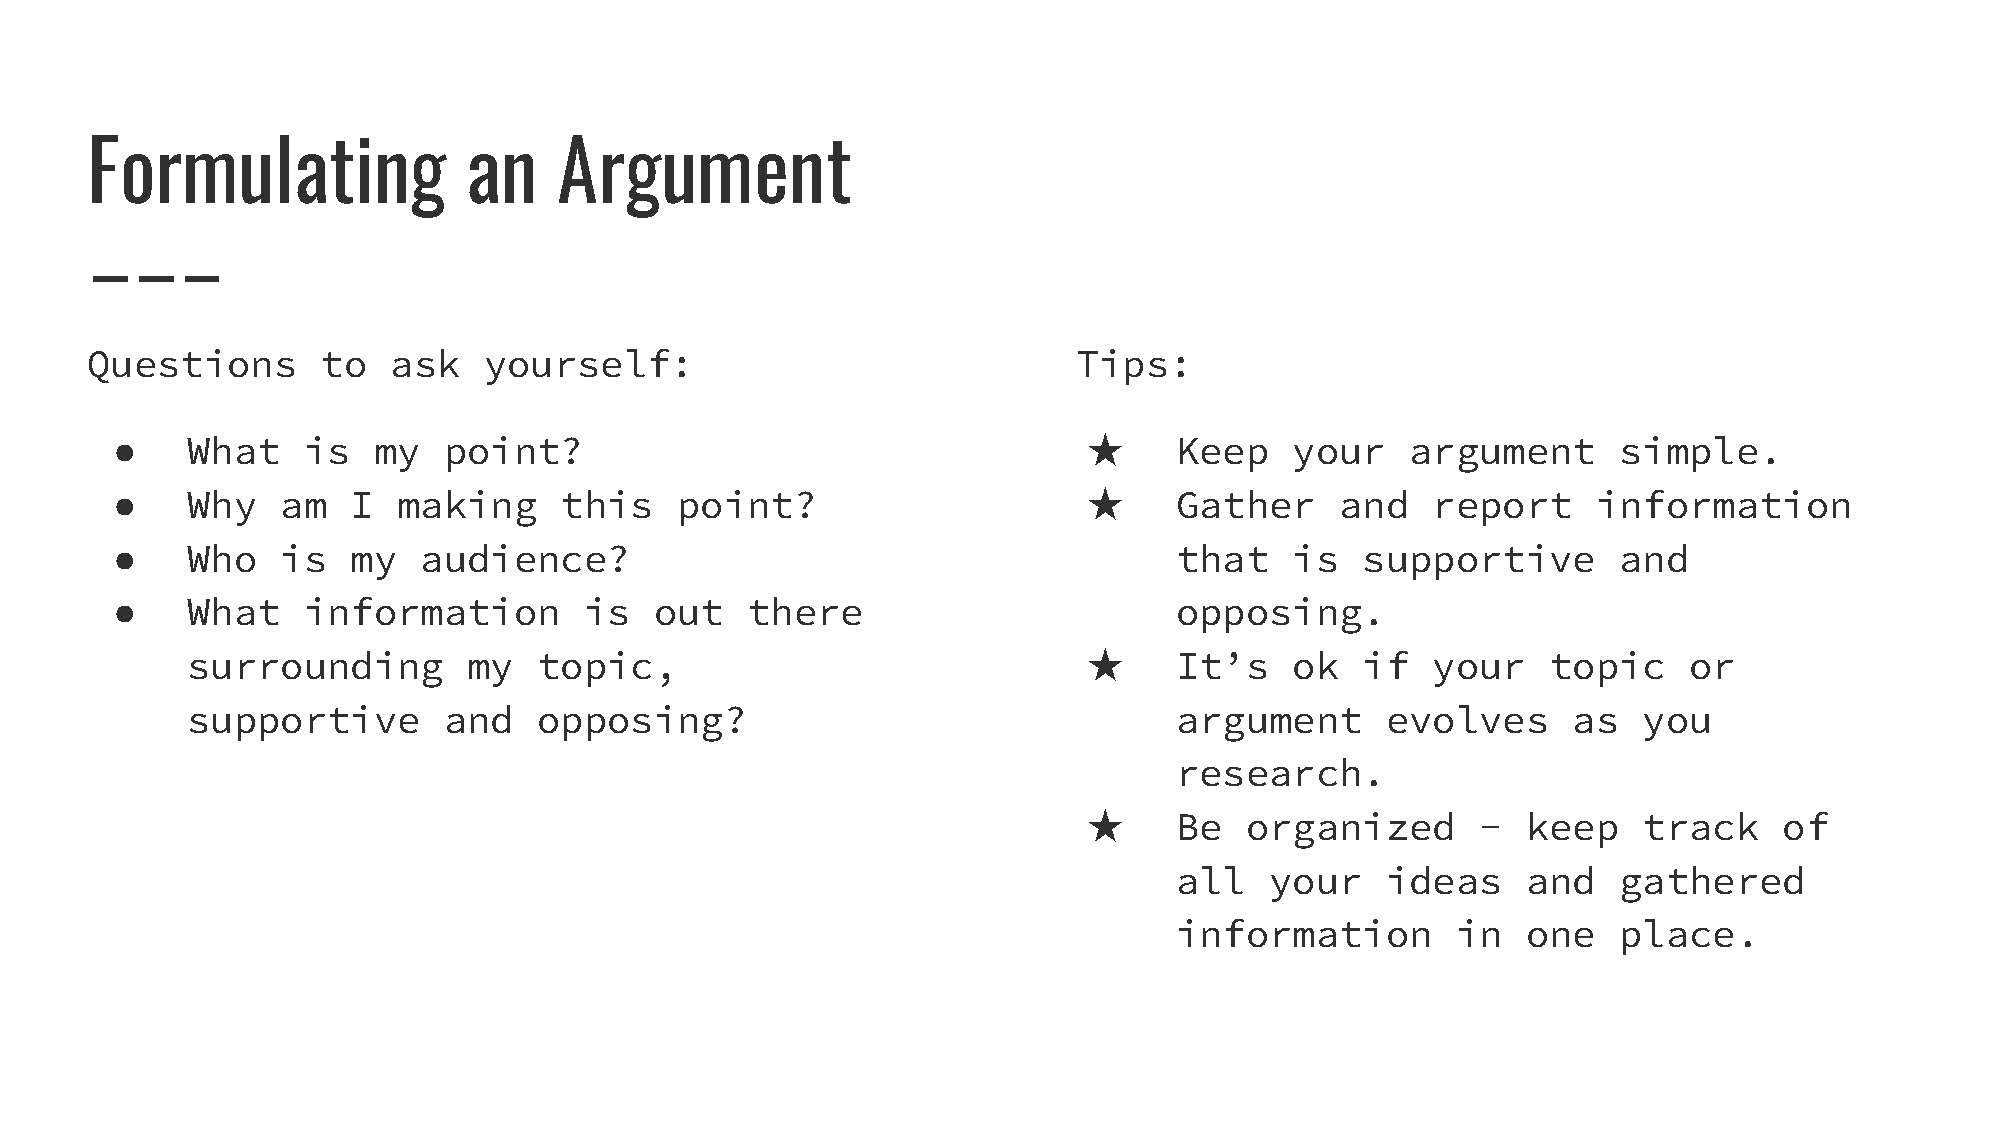 Formulating an Argument
Questions to ask yourself:
● What is my point?
● Why am I making this point?
● Who is my audience?
● What information is out there
surrounding my topic,
supportive and opposing?
Tips:
★ Keep your argument simple.
★ Gather and report information
that is supportive and
opposing.
★ It’s ok if your topic or
argument evolves as you
research.
★ Be organized - keep track of
all your ideas and gathered
information in one place.